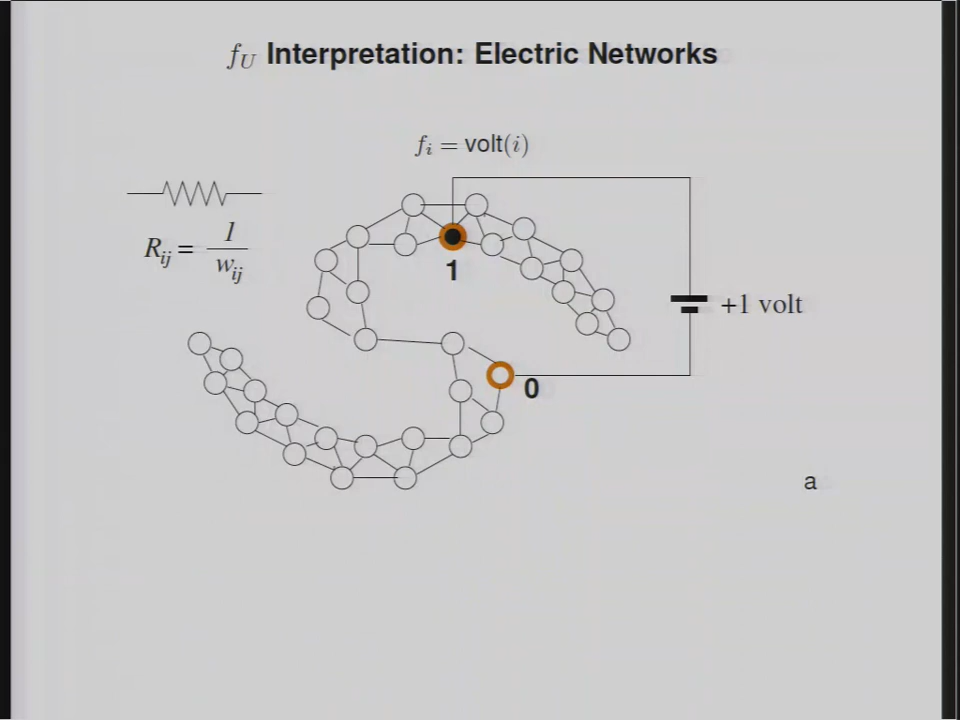 f_U Interpretation: Electric Networks
f_i = volt(i)
R_ij = 1 / w_ij
1
+1 volt
0
a